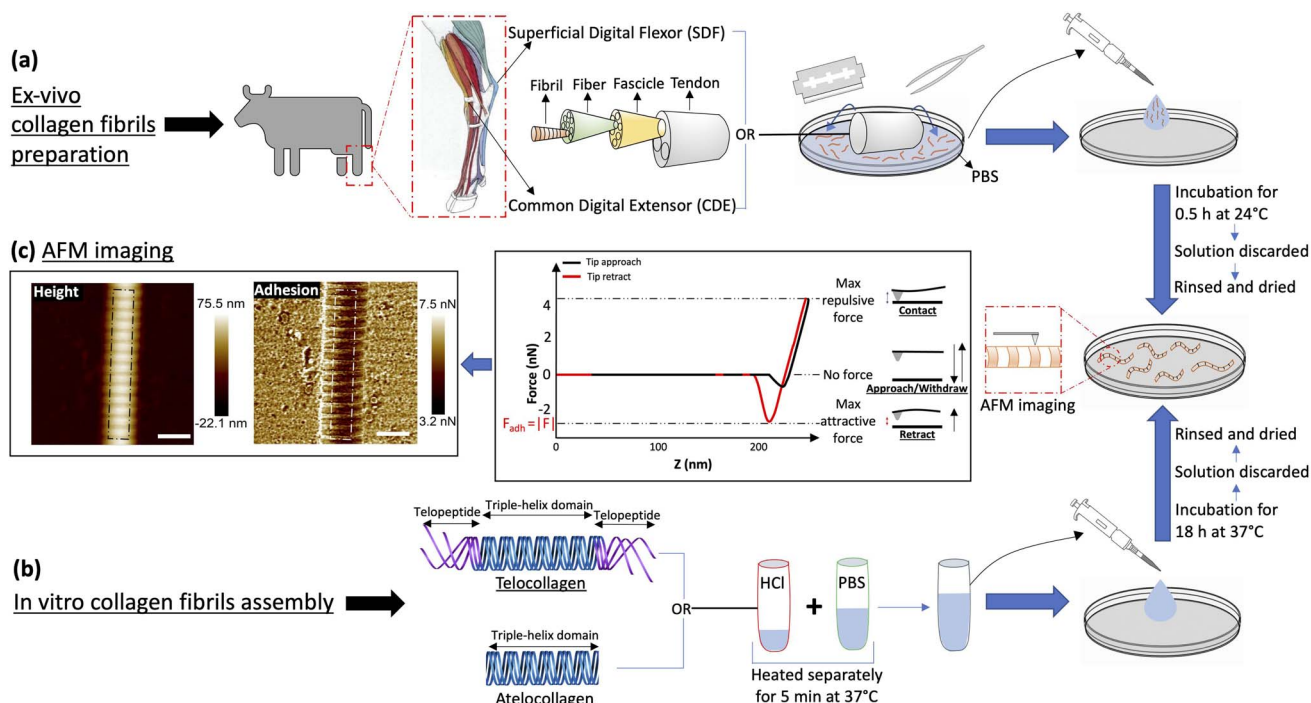 (a)
Ex-vivo
collagen fibrils
preparation
Superficial Digital Flexor (SDF)
Fibril Fiber Fascicle Tendon
OR
Common Digital Extensor (CDE)
PBS
Incubation for
0.5 h at 24°C
Solution discarded
Rinsed and dried
(c) AFM imaging
Height
75.5 nm
-22.1 nm
Adhesion
7.5 nN
3.2 nN
Tip approach
Tip retract
Force (nN)
4
2
0
-2
F_adh = |F|
0
100
200
Z (nm)
Max
repulsive
force
Contact
No force
Approach/Withdraw
Max
attractive
force
Retract
AFM imaging
Rinsed and dried
Solution discarded
Incubation for
18 h at 37°C
(b)
In vitro collagen fibrils assembly
Telopeptide
Triple-helix domain
Telopeptide
Telocollagen
OR
Triple-helix domain
Atelocollagen
HCl
+
PBS
Heated separately
for 5 min at 37°C